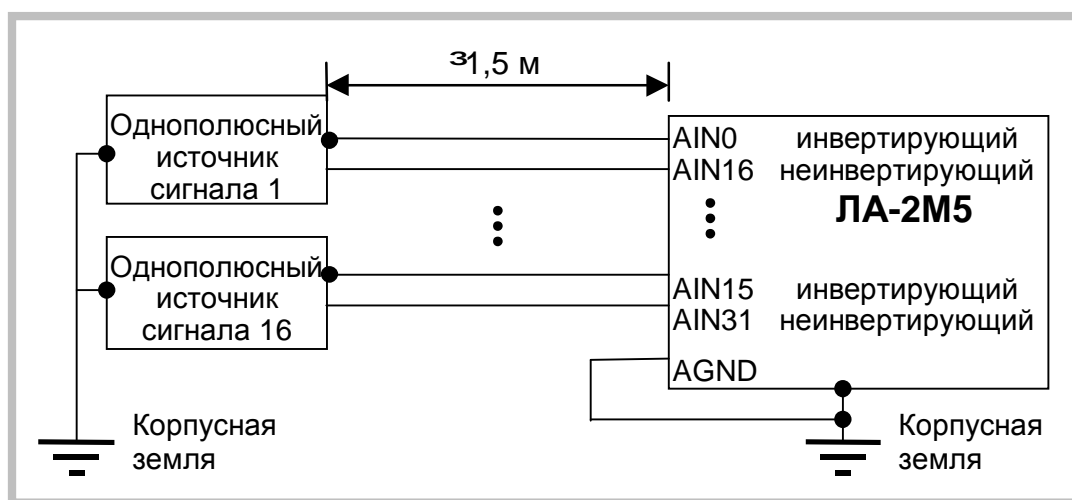 з1,5 м
Однополюсный
источник
сигнала 1
AIN0 инвертирующий
AIN16 неинвертирующий
ЛА-2М5
Однополюсный
источник
сигнала 16
AIN15 инвертирующий
AIN31 неинвертирующий
AGND
Корпусная
земля
Корпусная
земля